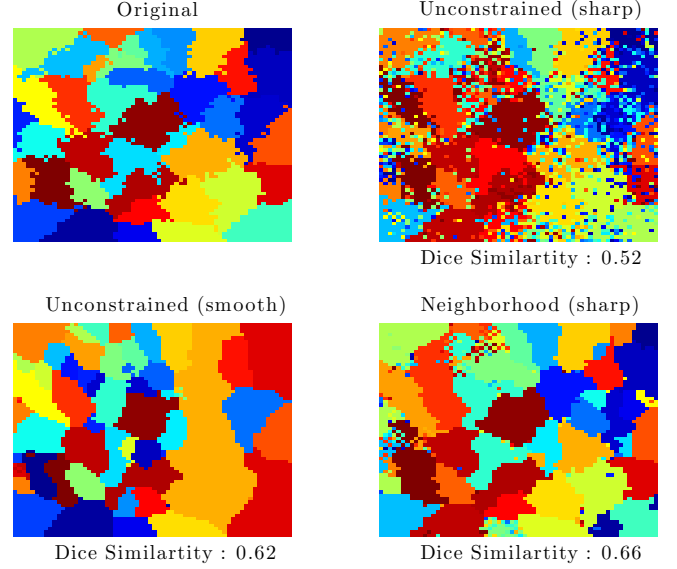 Original
Unconstrained (sharp)
Dice Similartity : 0.52
Unconstrained (smooth)
Neighborhood (sharp)
Dice Similartity : 0.62
Dice Similartity : 0.66